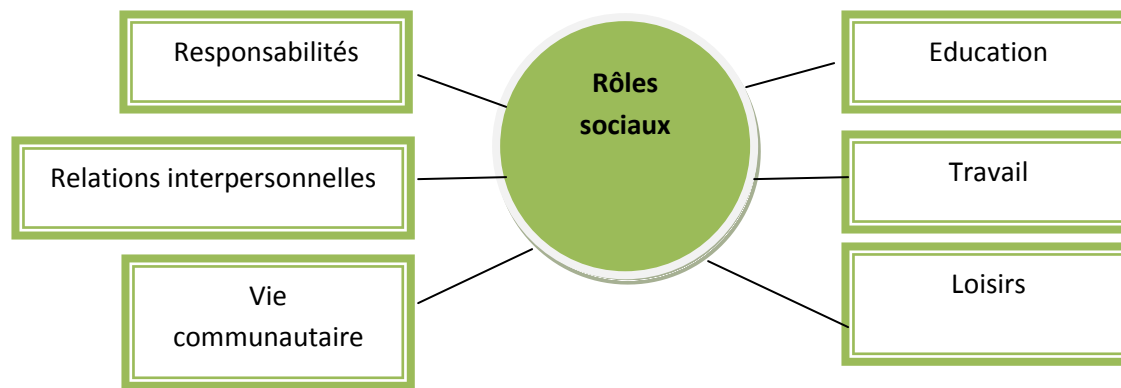 Responsabilités
Relations interpersonnelles
Vie
communautaire
Rôles
sociaux
Education
Travail
Loisirs